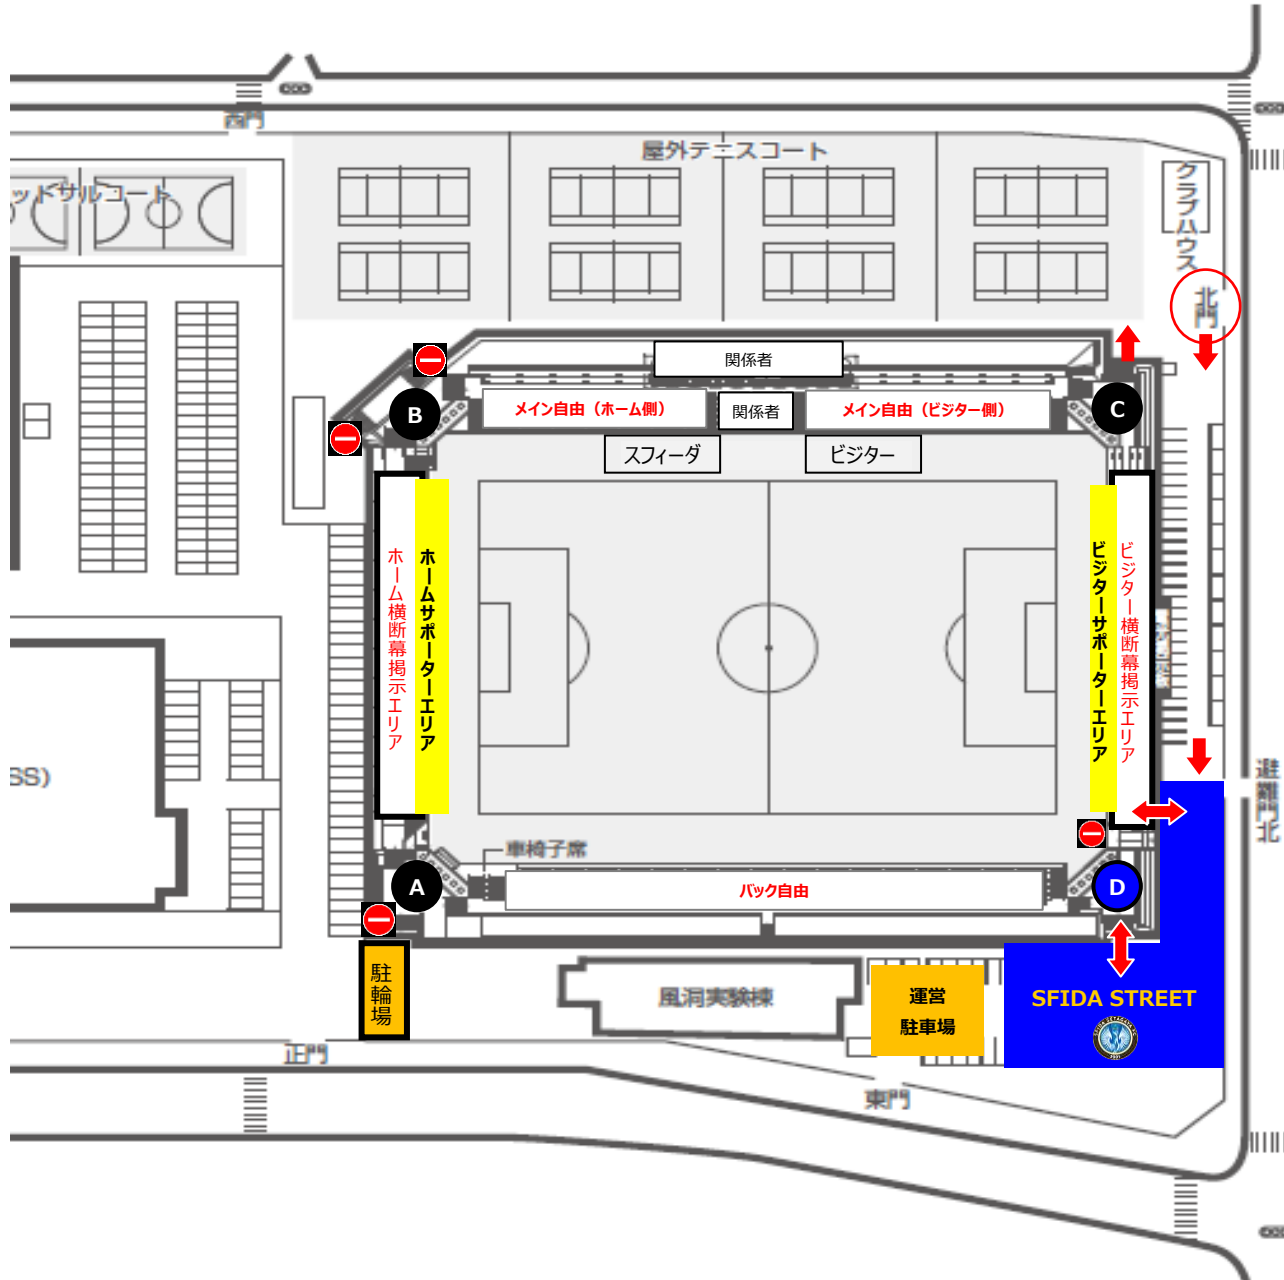 西門
屋外テニスコート
ッドサルコート
クラブハウス
北門
関係者
B
メイン自由（ホーム側）
関係者
メイン自由（ビジター側）
C
スフィーダ
ビジター
ホーム横断幕掲示エリア
ホームサポーターエリア
ビジターサポーターエリア
ビジター横断幕掲示エリア
SS)
避難門北
車椅子席
A
バック自由
D
駐輪場
風洞実験棟
運営
駐車場
SFIDA STREET
正門
東門